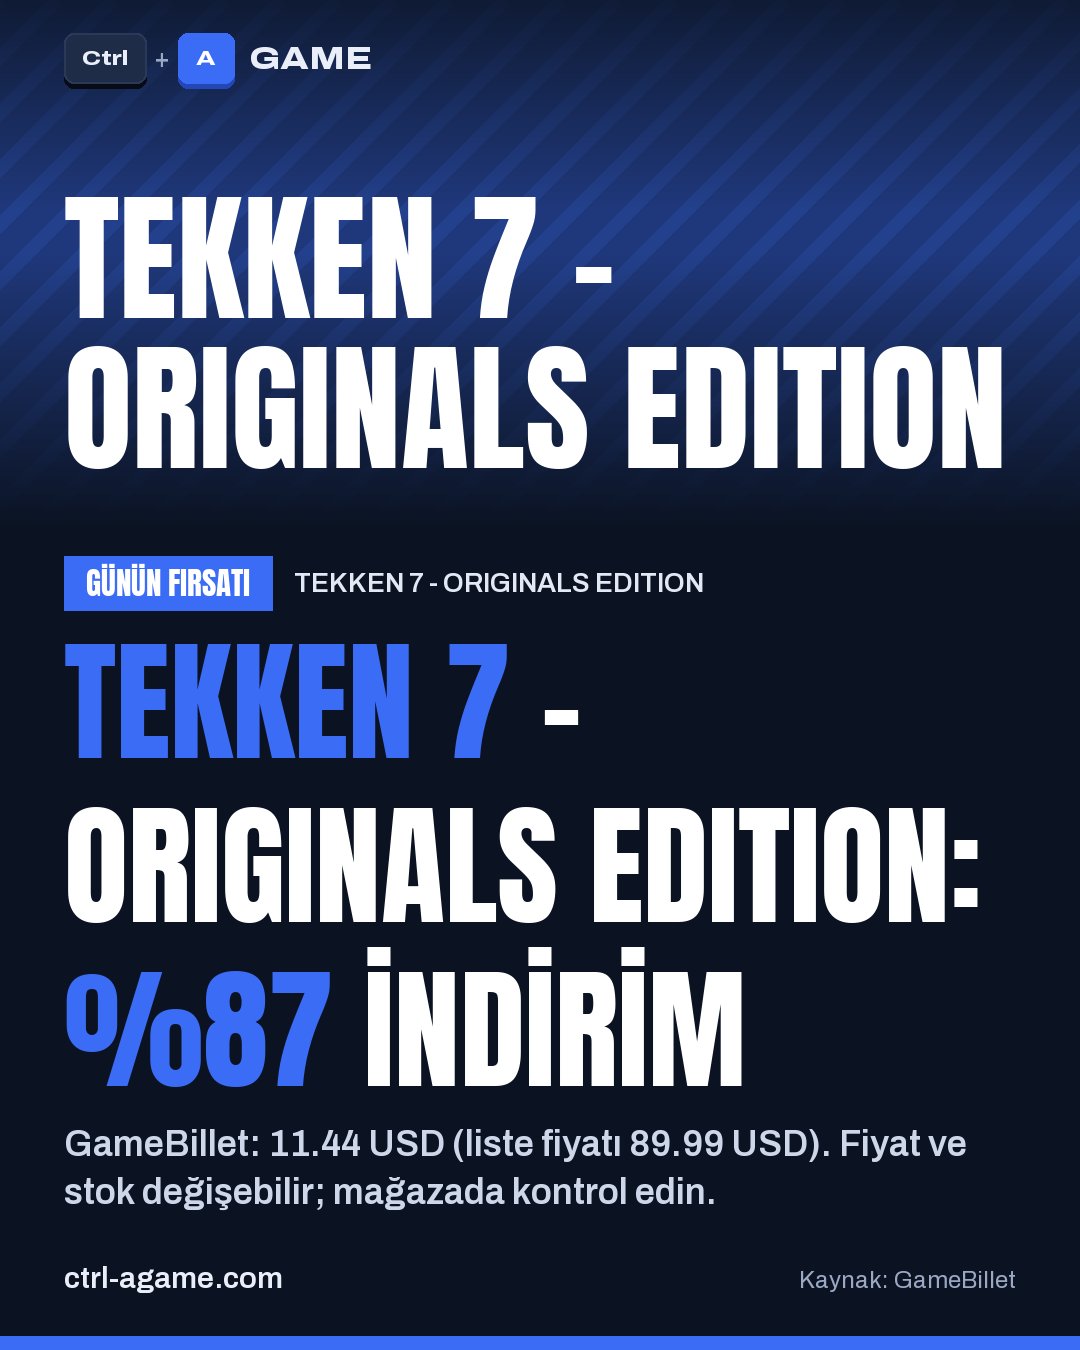 Ctrl + A GAME
TEKKEN 7 -
ORIGINALS EDITION
GÜNÜN FIRSATI TEKKEN 7 - ORIGINALS EDITION
TEKKEN 7 -
ORIGINALS EDITION:
%87 İNDİRİM
GameBillet: 11.44 USD (liste fiyatı 89.99 USD). Fiyat ve
stok değişebilir; mağazada kontrol edin.
ctrl-agame.com Kaynak: GameBillet